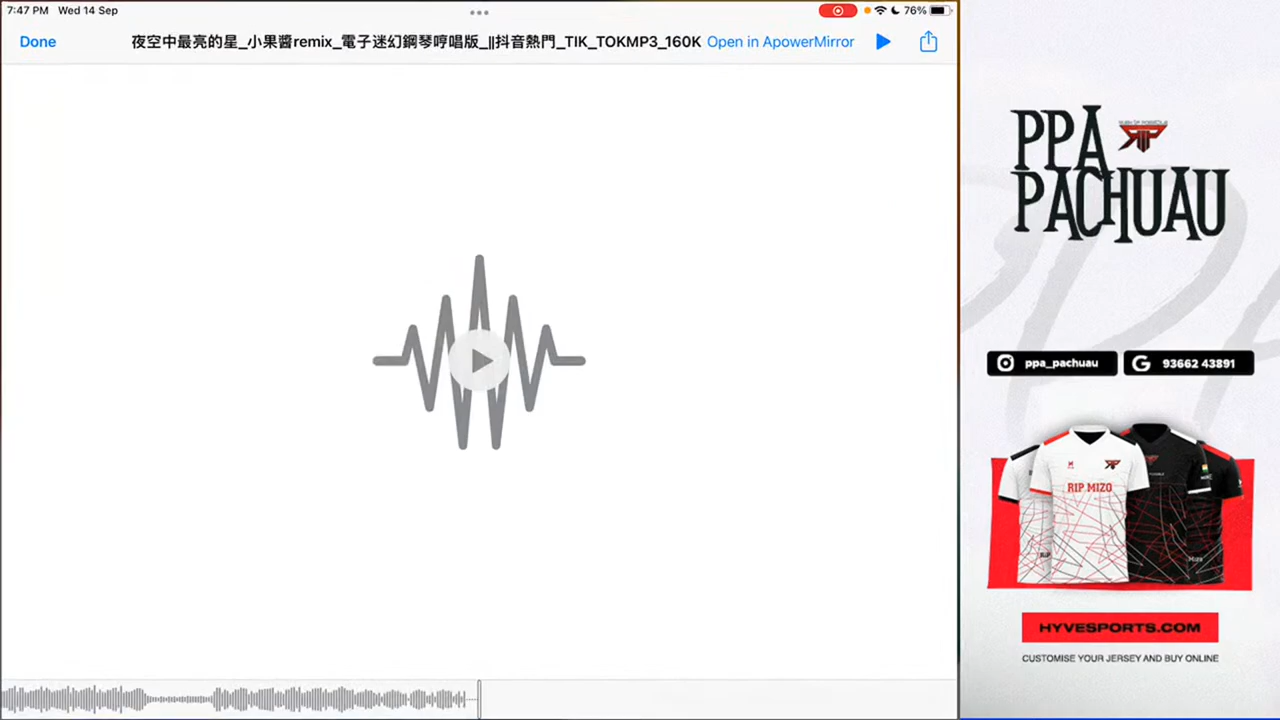 7:47 PM Wed 14 Sep
76%
Done
夜空中最亮的星_小果醬remix_電子迷幻鋼琴哼唱版_||抖音熱門_TIK_TOKMP3_160K
Open in ApowerMirror
PPA
PACHUAU
RIP
ppa_pachuau
93662 43891
RIP MIZO
HYVESPORTS.COM
CUSTOMISE YOUR JERSEY AND BUY ONLINE